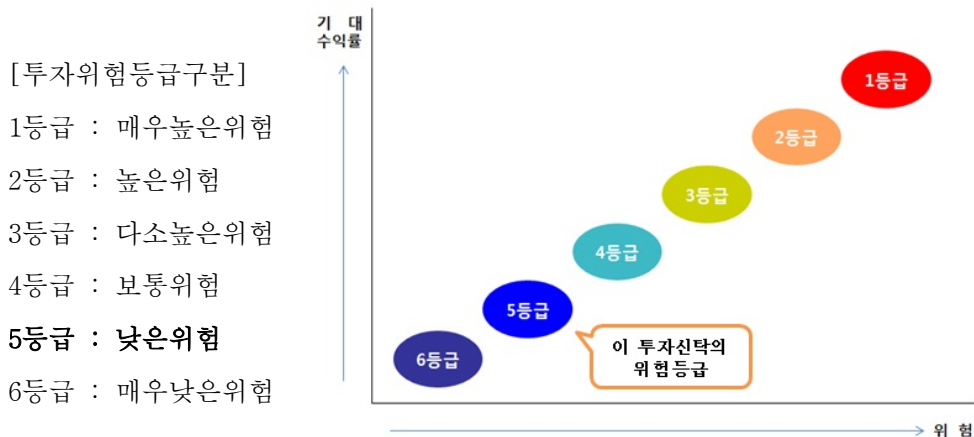 [투자위험등급구분]
1등급 : 매우높은위험
2등급 : 높은위험
3등급 : 다소높은위험
4등급 : 보통위험
5등급 : 낮은위험
6등급 : 매우낮은위험
기 대
수익률
1등급
2등급
3등급
4등급
5등급
6등급
이 투자신탁의
위험등급
위 험